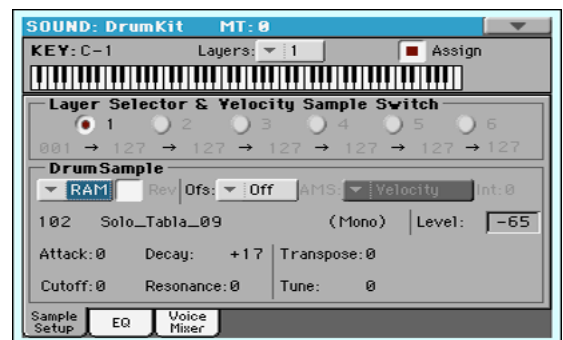 SOUND: DrumKit MT: 0
KEY: C-1 Layers: 1 Assign
Layer Selector & Velocity Sample Switch
1 2 3 4 5 6
001 → 127 → 127 → 127 → 127 → 127 → 127
DrumSample
RAM Rev Ofs: Off AMS: Velocity Int:0
102 Solo_Tabla_09 (Mono) Level: -65
Attack:0 Decay: +17 Transpose:0
Cutoff:0 Resonance:0 Tune: 0
Sample Setup EQ Voice Mixer